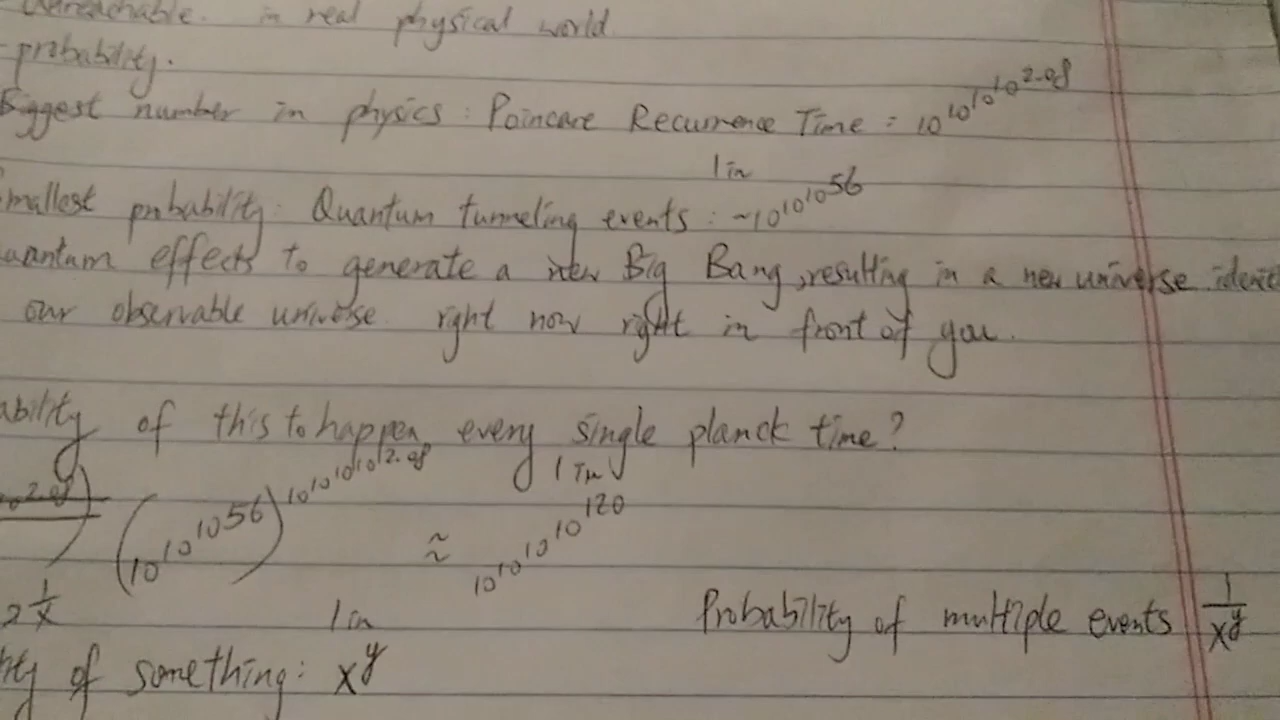 in real physical world.
probability.
Biggest number in physics : Poincare Recurrence Time = 10^10^10^10^2.08
1 in
smallest probability: Quantum tunneling events : ~10^10^10^56
quantum effects to generate a new Big Bang, resulting in a new universe
our observable universe right now right in front of you.
ability of this to happen every single planck time?
1 in
(10^10^10^56)^10^10^10^10^2.08 ≈ 10^10^10^10^120
2^1/x 1 in Probability of multiple events 1/x^y
of something: x^y